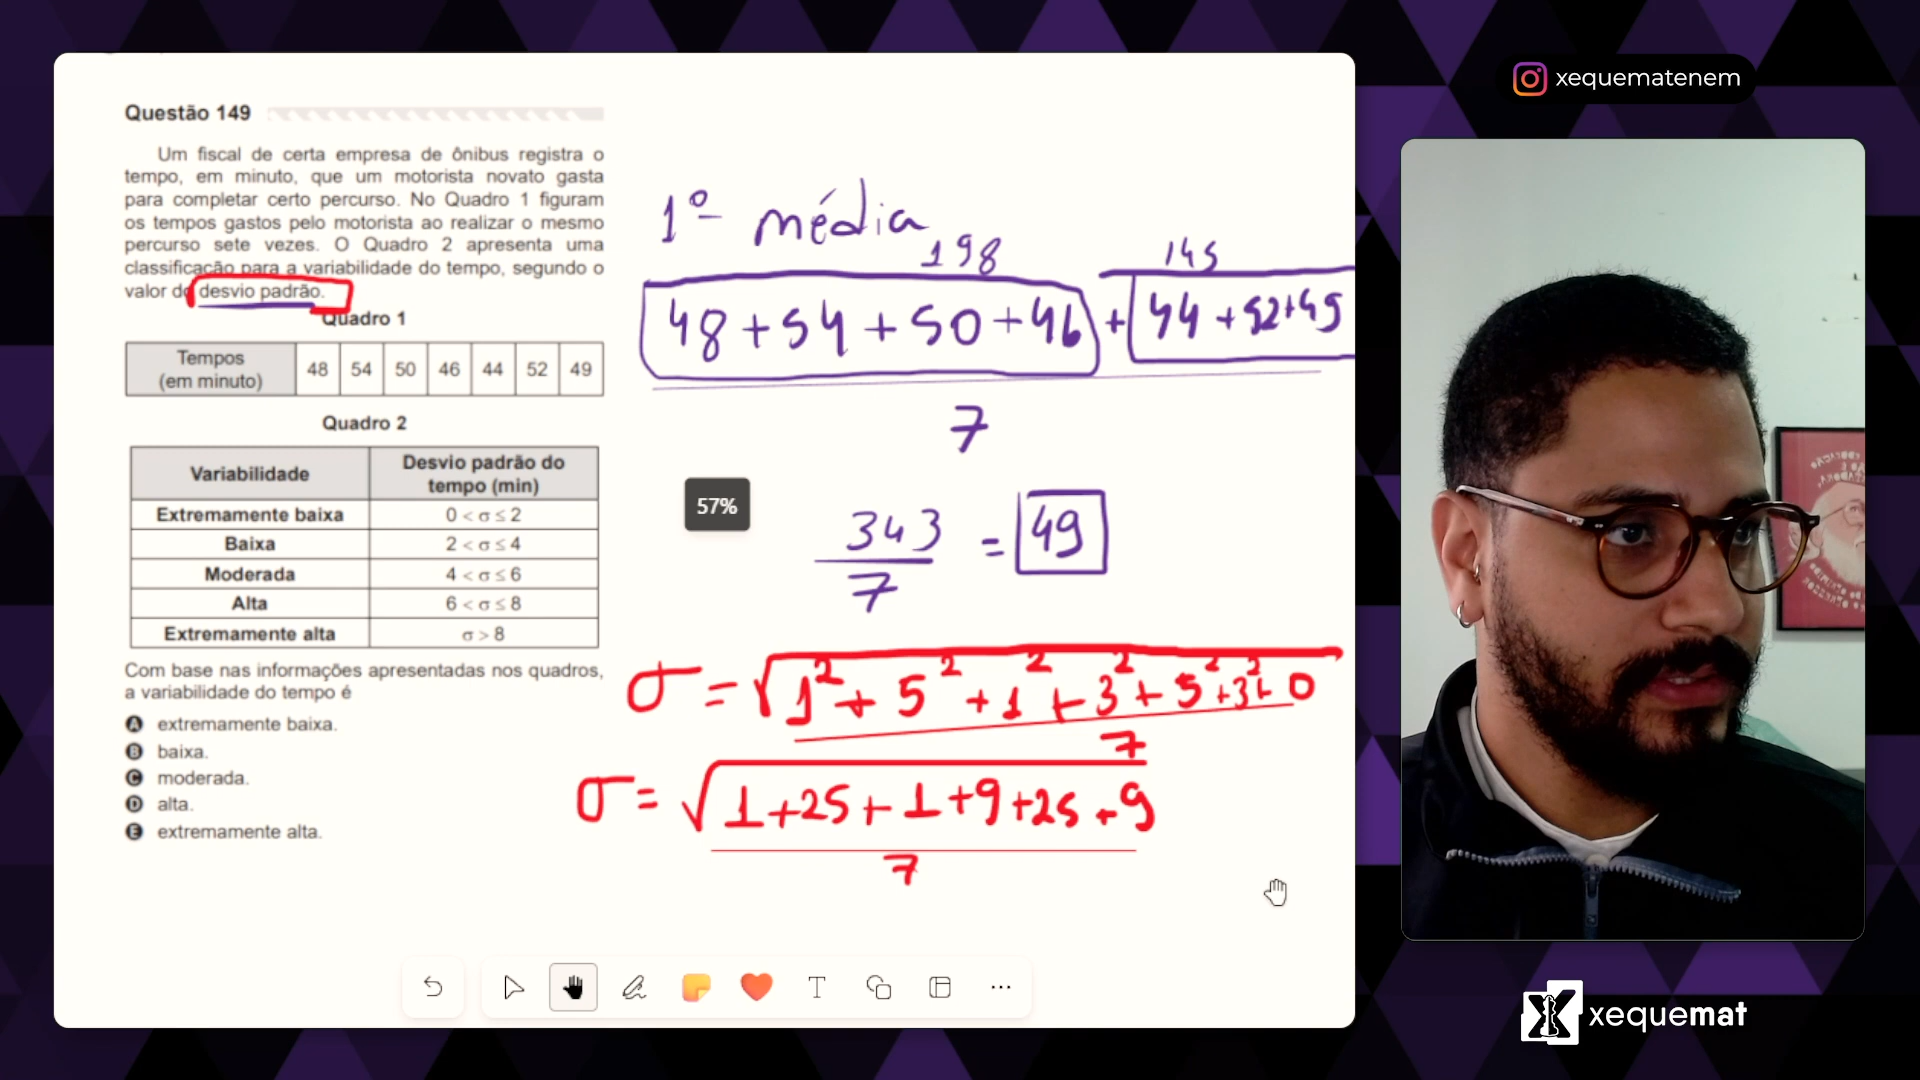 Questão 149
Um fiscal de certa empresa de ônibus registra o
tempo, em minuto, que um motorista novato gasta
para completar certo percurso. No Quadro 1 figuram
os tempos gastos pelo motorista ao realizar o mesmo
percurso sete vezes. O Quadro 2 apresenta uma
classificação para a variabilidade do tempo, segundo o
valor do desvio padrão.
Quadro 1
Tempos (em minuto) 48 54 50 46 44 52 49
Quadro 2
Variabilidade Desvio padrão do tempo (min)
Extremamente baixa 0 < σ ≤ 2
Baixa 2 < σ ≤ 4
Moderada 4 < σ ≤ 6
Alta 6 < σ ≤ 8
Extremamente alta σ > 8
Com base nas informações apresentadas nos quadros,
a variabilidade do tempo é
A extremamente baixa.
B baixa.
C moderada.
D alta.
E extremamente alta.
1º média
198 145
48 + 54 + 50 + 46 + 44 + 52 + 49
7
57%
343 = 49
7
σ = √1² + 5² + 1² + 3² + 5² + 3² + 0
7
σ = √1 + 25 + 1 + 9 + 25 + 9
7
T
xequematenem
xequemat